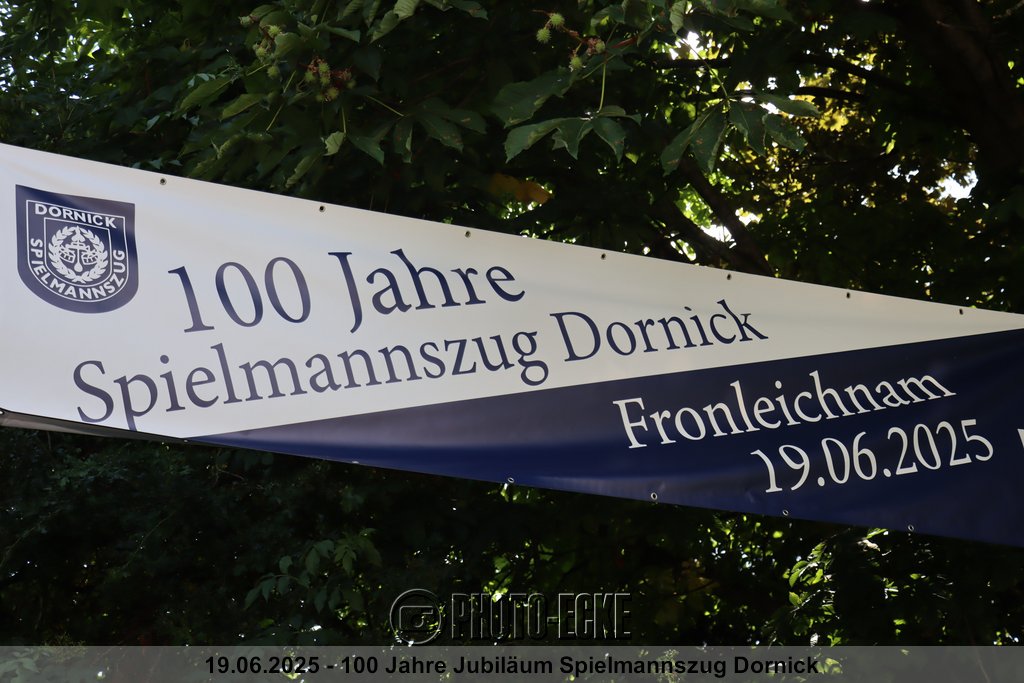 DORNICK
SPIELMANNSZUG
100 Jahre
Spielmannszug Dornick
Fronleichnam
19.06.2025
PHOTO-ECKE
19.06.2025 - 100 Jahre Jubiläum Spielmannszug Dornick